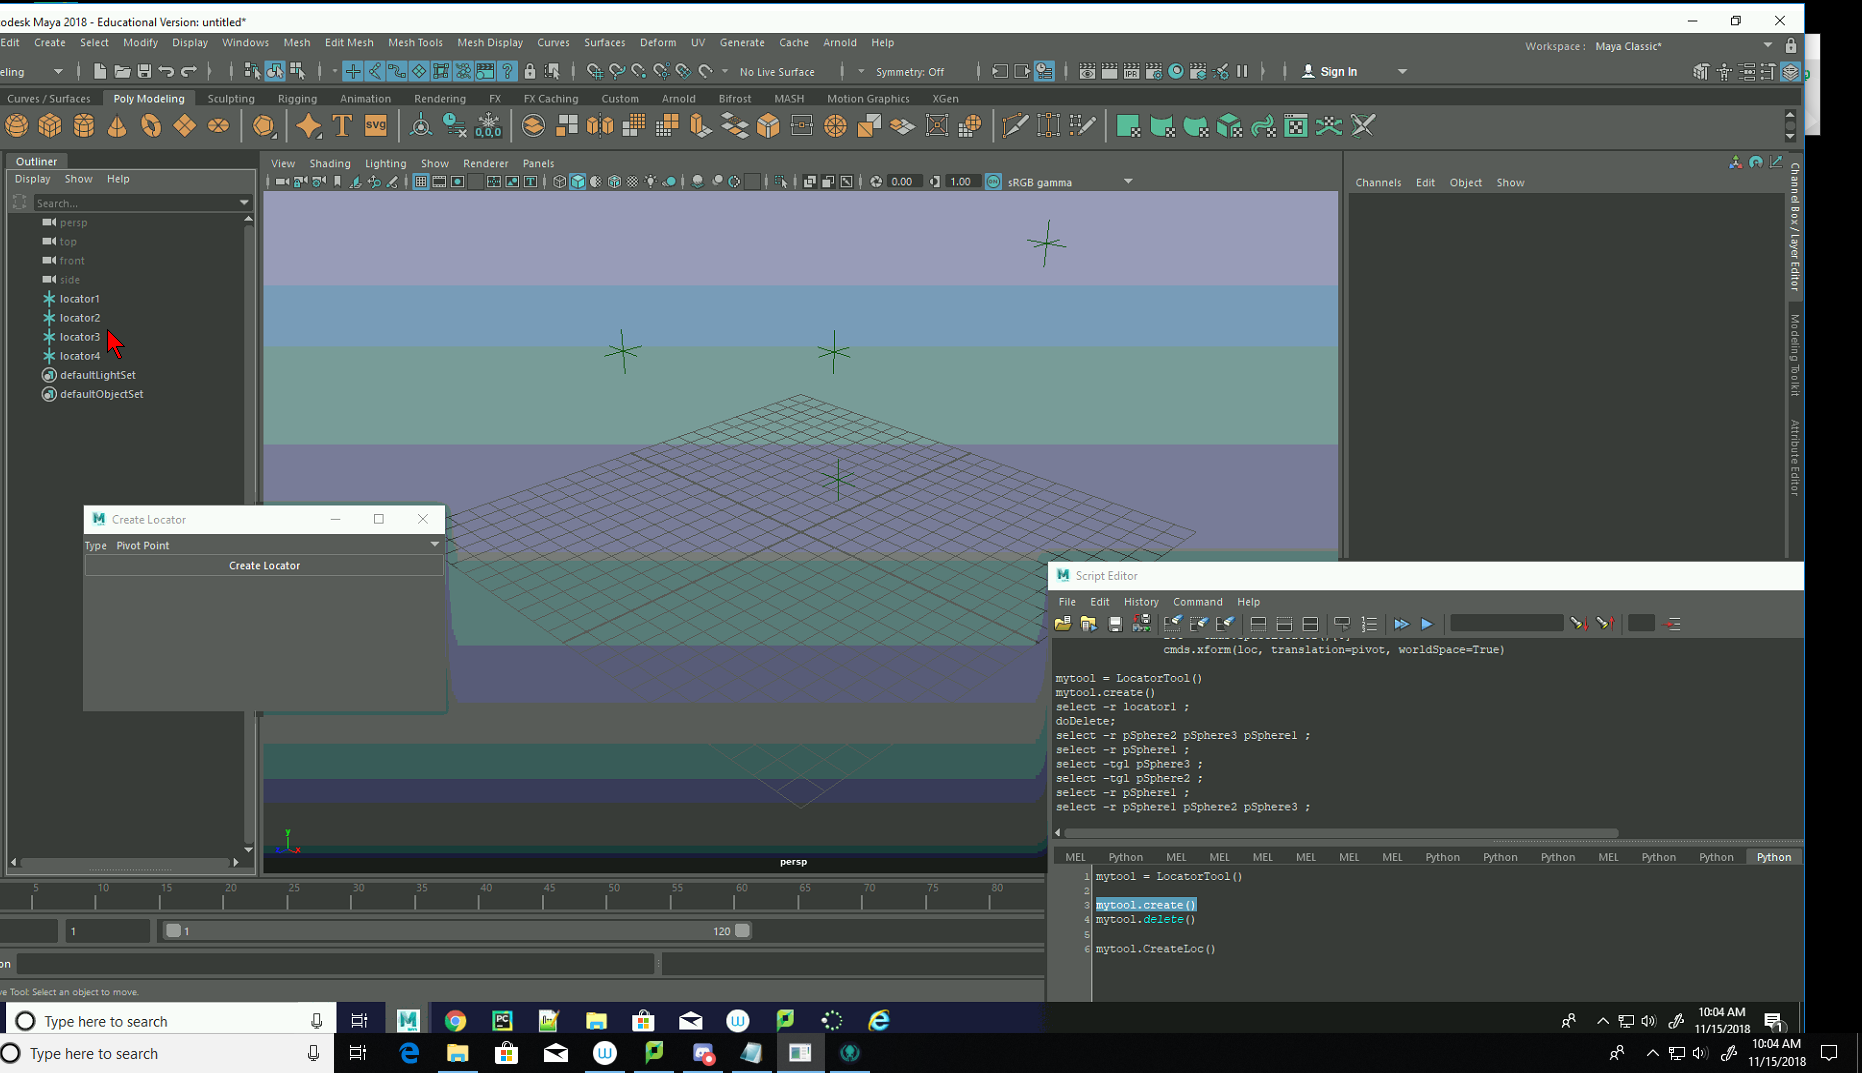 odesk Maya 2018 - Educational Version: untitled*
Edit Create Select Modify Display Windows Mesh Edit Mesh Mesh Tools Mesh Display Curves Surfaces Deform UV Generate Cache Arnold Help
Workspace : Maya Classic*
eling No Live Surface Symmetry: Off IPR Sign In
Curves / Surfaces Poly Modeling Sculpting Rigging Animation Rendering FX FX Caching Custom Arnold Bifrost MASH Motion Graphics XGen
T SVG 0,0,0
Outliner
Display Show Help
Search...
persp
top
front
side
locator1
locator2
locator3
locator4
defaultLightSet
defaultObjectSet
View Shading Lighting Show Renderer Panels
0.00 1.00 ON sRGB gamma
Channels Edit Object Show
Channel Box / Layer Editor
Modeling Toolkit
Attribute Editor
Create Locator
Type Pivot Point
Create Locator
y
x
persp
Script Editor
File Edit History Command Help
cmds.xform(loc, translation=pivot, worldSpace=True)
mytool = LocatorTool()
mytool.create()
select -r locator1 ;
doDelete;
select -r pSphere2 pSphere3 pSphere1 ;
select -r pSphere1 ;
select -tgl pSphere3 ;
select -tgl pSphere2 ;
select -r pSphere1 ;
select -r pSphere1 pSphere2 pSphere3 ;
MEL Python MEL MEL MEL MEL MEL MEL Python Python Python MEL Python Python Python
1 mytool = LocatorTool()
2
3 mytool.create()
4 mytool.delete()
5
6 mytool.CreateLoc()
5 10 15 20 25 30 35 40 45 50 55 60 65 70 75 80
1 1 120
on
ve Tool: Select an object to move.
Type here to search
10:04 AM
11/15/2018
Type here to search
10:04 AM
11/15/2018